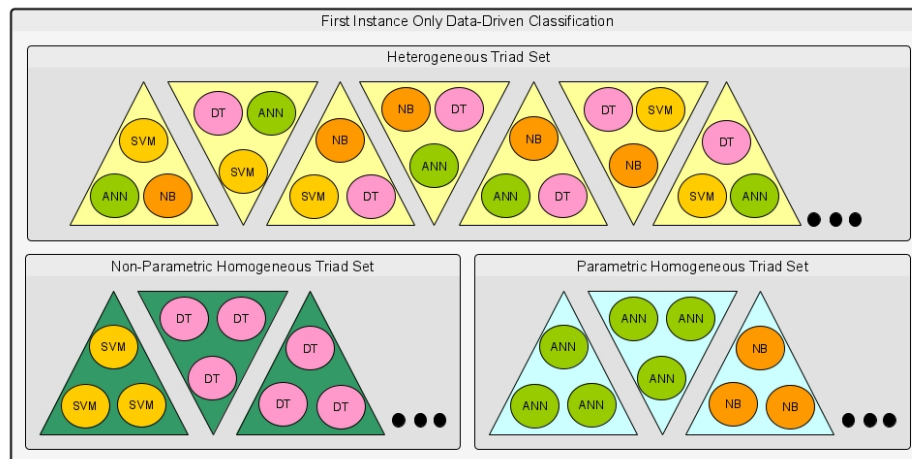 First Instance Only Data-Driven Classification
Heterogeneous Triad Set
SVM
ANN NB
DT ANN
SVM
NB
SVM DT
NB DT
ANN
NB
ANN DT
DT SVM
NB
DT
SVM ANN
Non-Parametric Homogeneous Triad Set
SVM
SVM SVM
DT DT
DT
DT
DT DT
Parametric Homogeneous Triad Set
ANN
ANN ANN
ANN ANN
ANN
NB
NB NB